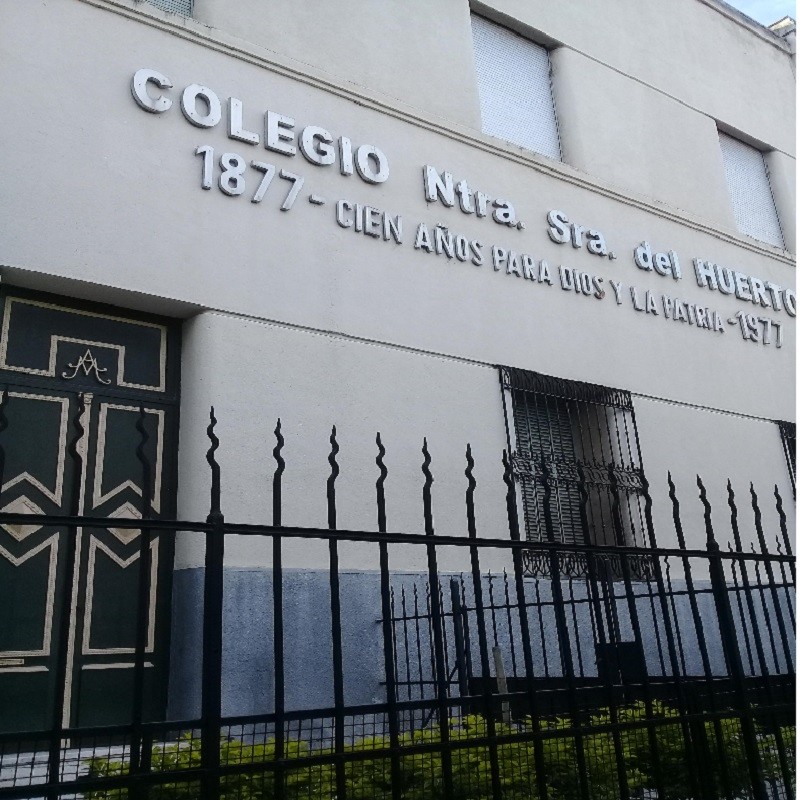 COLEGIO Ntra. Sra. del HUERTO
1877 - CIEN AÑOS PARA DIOS Y LA PATRIA - 1977